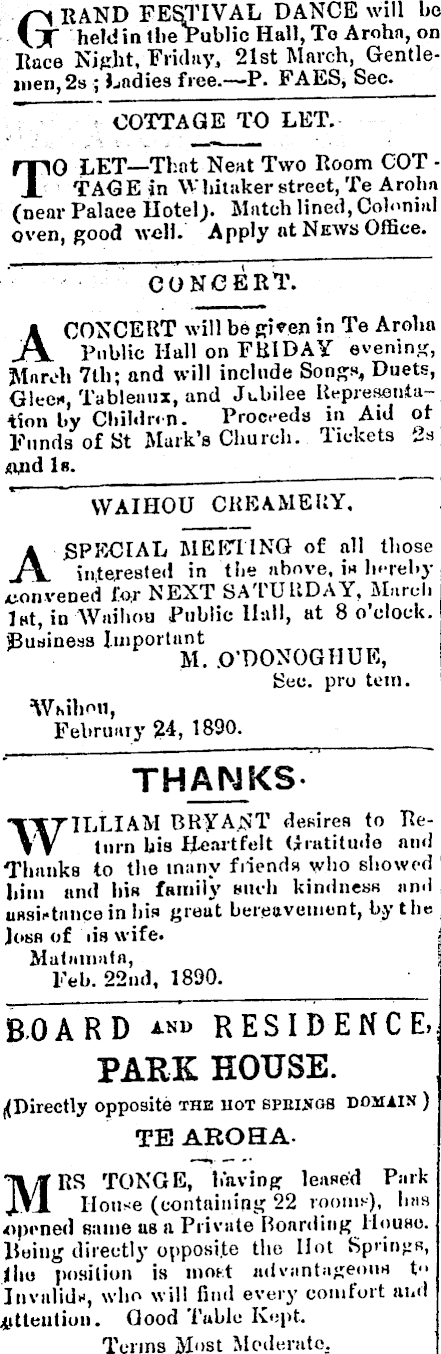 GRAND FESTIVAL DANCE will be
held in the Public Hall, Te Aroha, on
Race Night, Friday, 21st March, Gentle-
men, 2s ; Ladies free.—P. FAES, Sec.
COTTAGE TO LET.
TO LET—That Neat Two Room COT-
TAGE in Whitaker street, Te Aroha
(near Palace Hotel). Match lined, Colonial
oven, good well. Apply at NEWS Office.
CONCERT.
A CONCERT will be given in Te Aroha
Public Hall on FRIDAY evening,
March 7th; and will include Songs, Duets,
Glees, Tableaux, and Jubilee Representa-
tion by Children. Proceeds in Aid of
Funds of St Mark's Church. Tickets 2s
and 1s.
WAIHOU CREAMERY.
A SPECIAL MEETING of all those
interested in the above, is hereby
convened for NEXT SATURDAY, March
1st, in Waihou Public Hall, at 8 o'clock.
Business Important
M. O'DONOGHUE,
Sec. pro tem.
Waihou,
February 24, 1890.
THANKS.
WILLIAM BRYANT desires to Re-
turn his Heartfelt Gratitude and
Thanks to the many friends who showed
him and his family such kindness and
assistance in his great bereavement, by the
loss of his wife.
Matamata,
Feb. 22nd, 1890.
BOARD AND RESIDENCE,
PARK HOUSE.
(Directly opposite THE HOT SPRINGS DOMAIN)
TE AROHA.
MRS TONGE, having leased Park
House (containing 22 rooms), has
opened same as a Private Boarding House.
Being directly opposite the Hot Springs,
the position is most advantageous to
Invalids, who will find every comfort and
attention. Good Table Kept.
Terms Most Moderate.